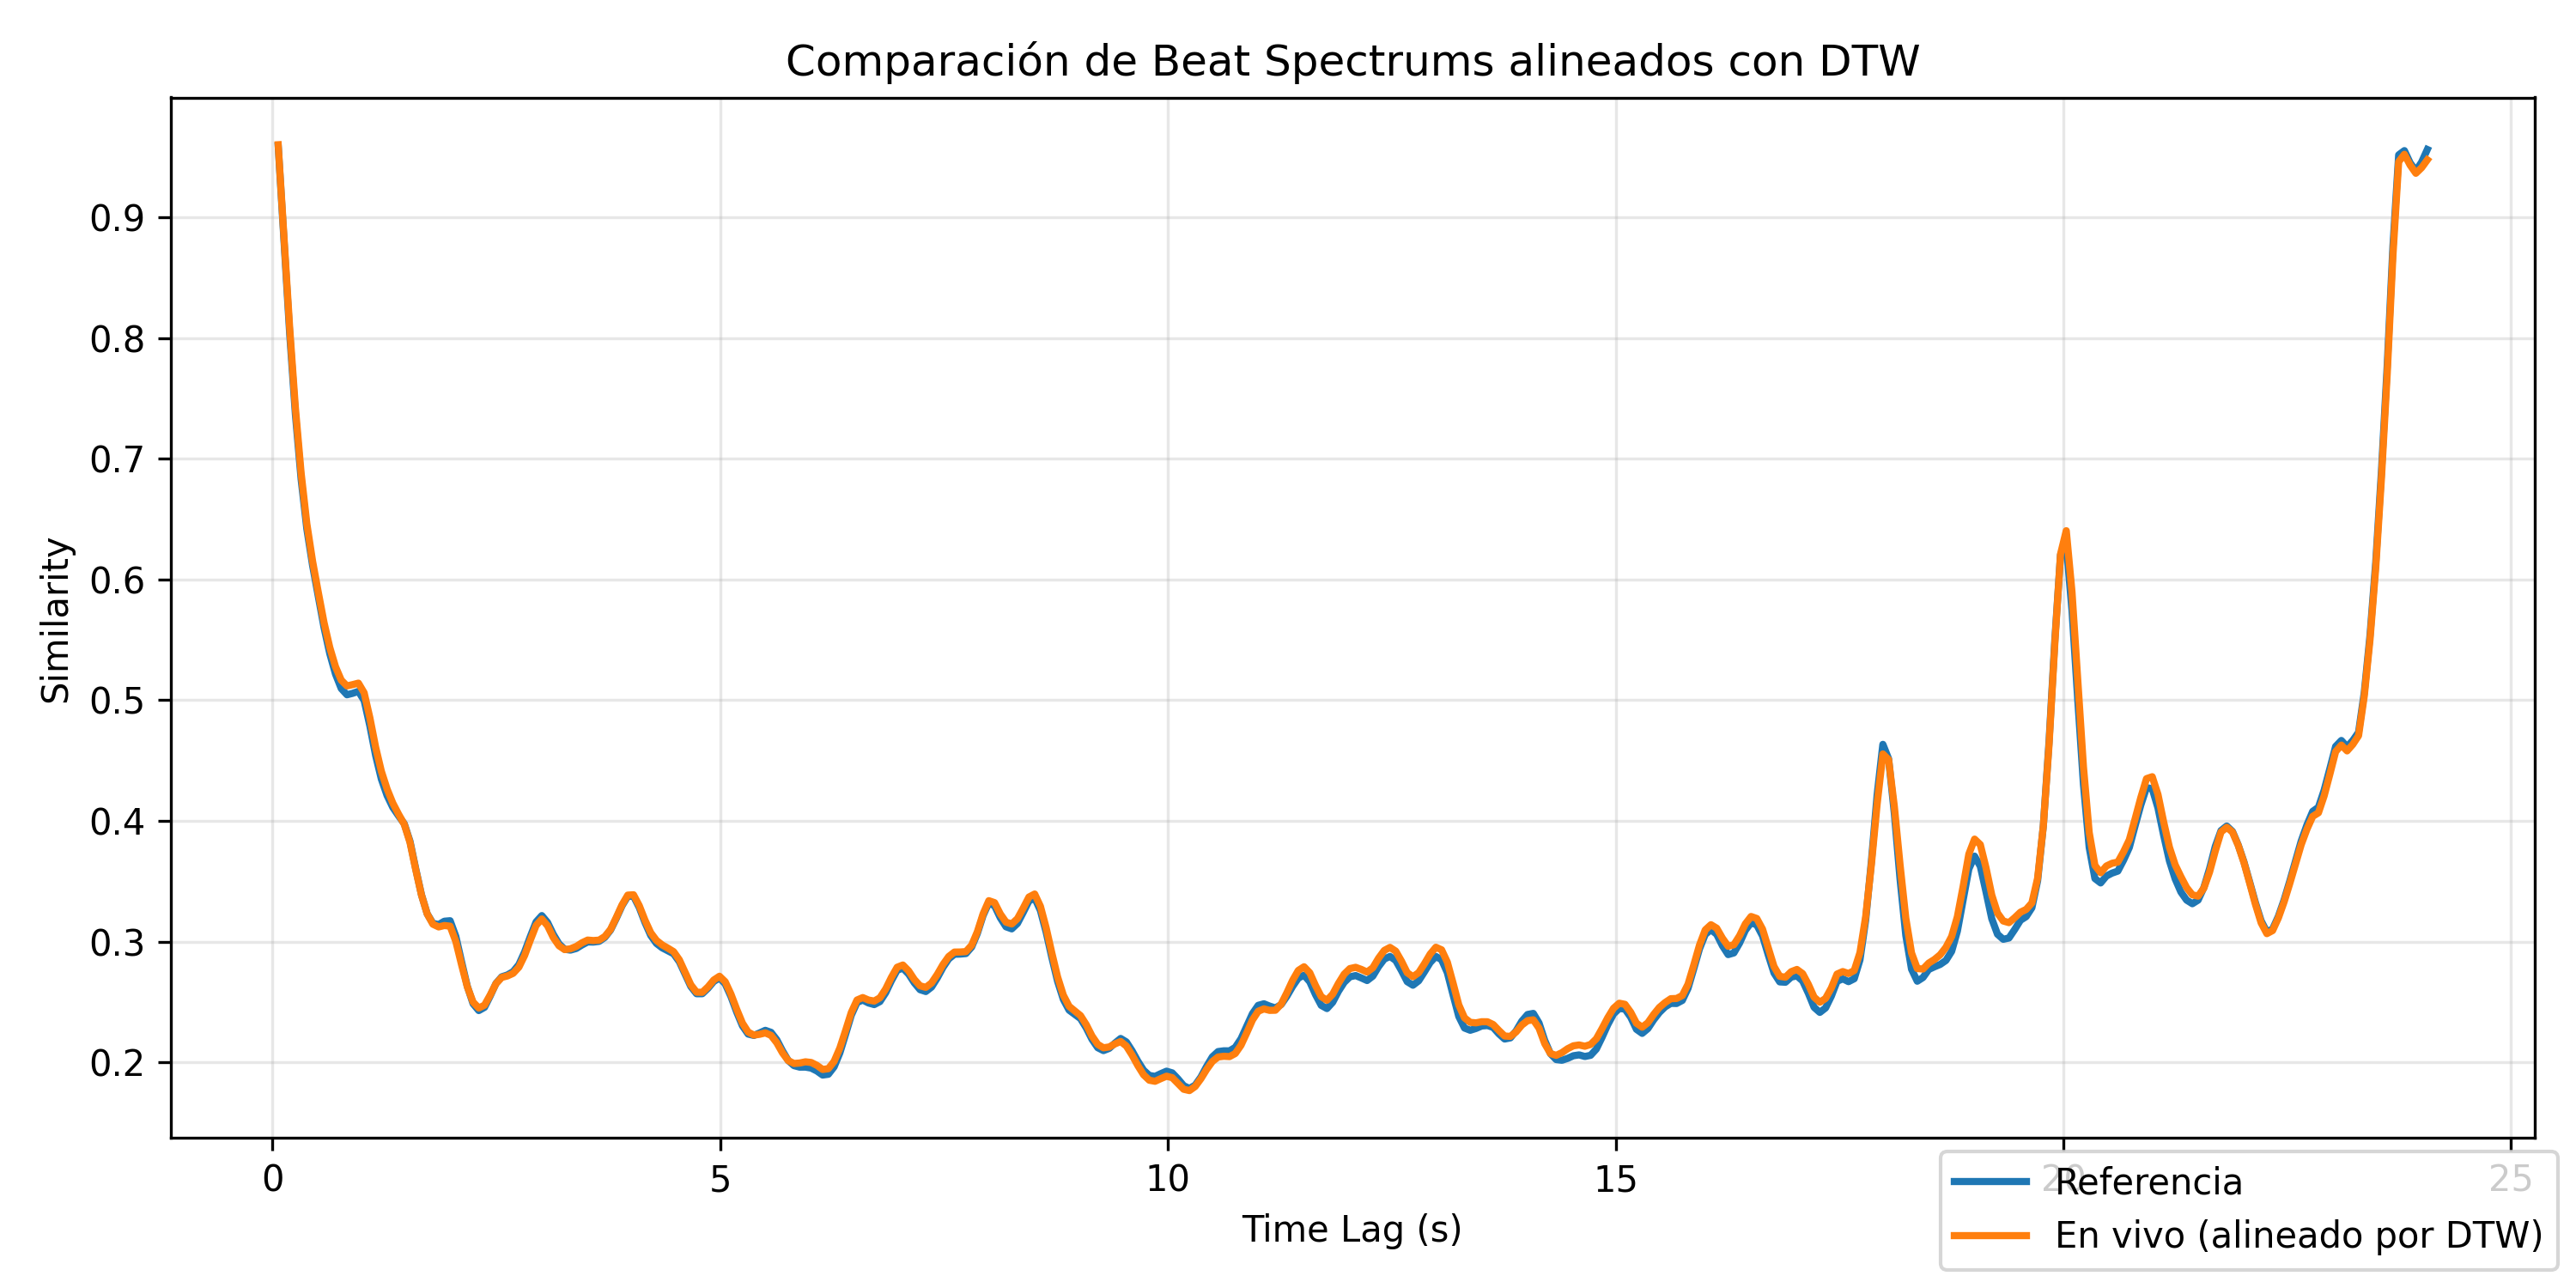 Comparación de Beat Spectrums alineados con DTW
Similarity
0.9
0.8
0.7
0.6
0.5
0.4
0.3
0.2
0
5
10
15
20
25
Time Lag (s)
Referencia
En vivo (alineado por DTW)